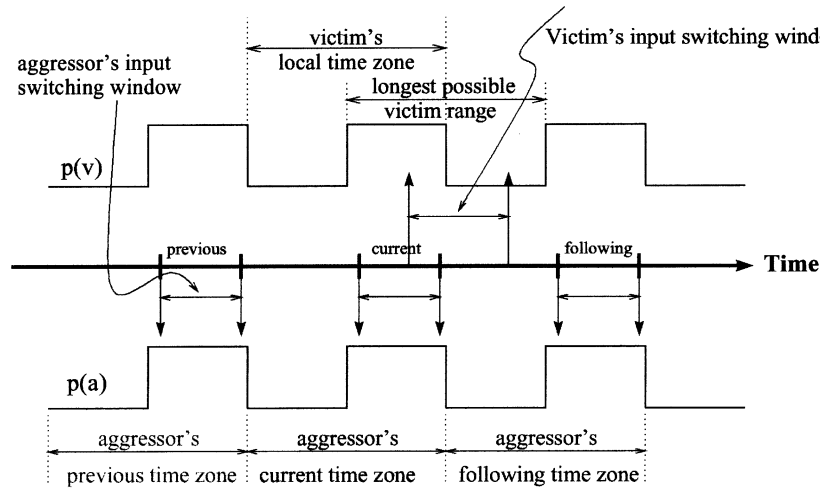 victim's
local time zone
Victim's input switching wind
aggressor's input
switching window
longest possible
victim range
p(v)
previous
current
following
Time
p(a)
aggressor's
previous time zone
aggressor's
current time zone
aggressor's
following time zone